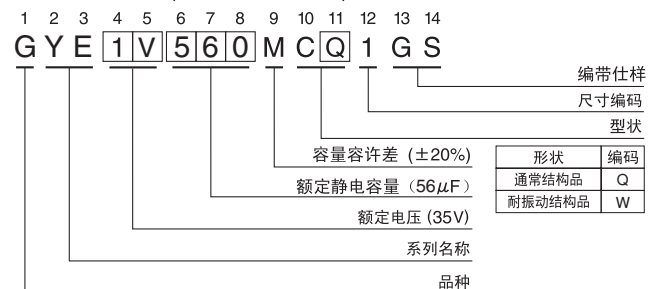 1 2 3 4 5 6 7 8 9 10 11 12 13 14
G Y E 1 V 5 6 0 M C Q 1 G S
编带仕样
尺寸编码
型状
容量容许差 (±20%)
额定静电容量（56μF）
额定电压 (35V)
系列名称
品种
形状 编码
通常结构品 Q
耐振动结构品 W